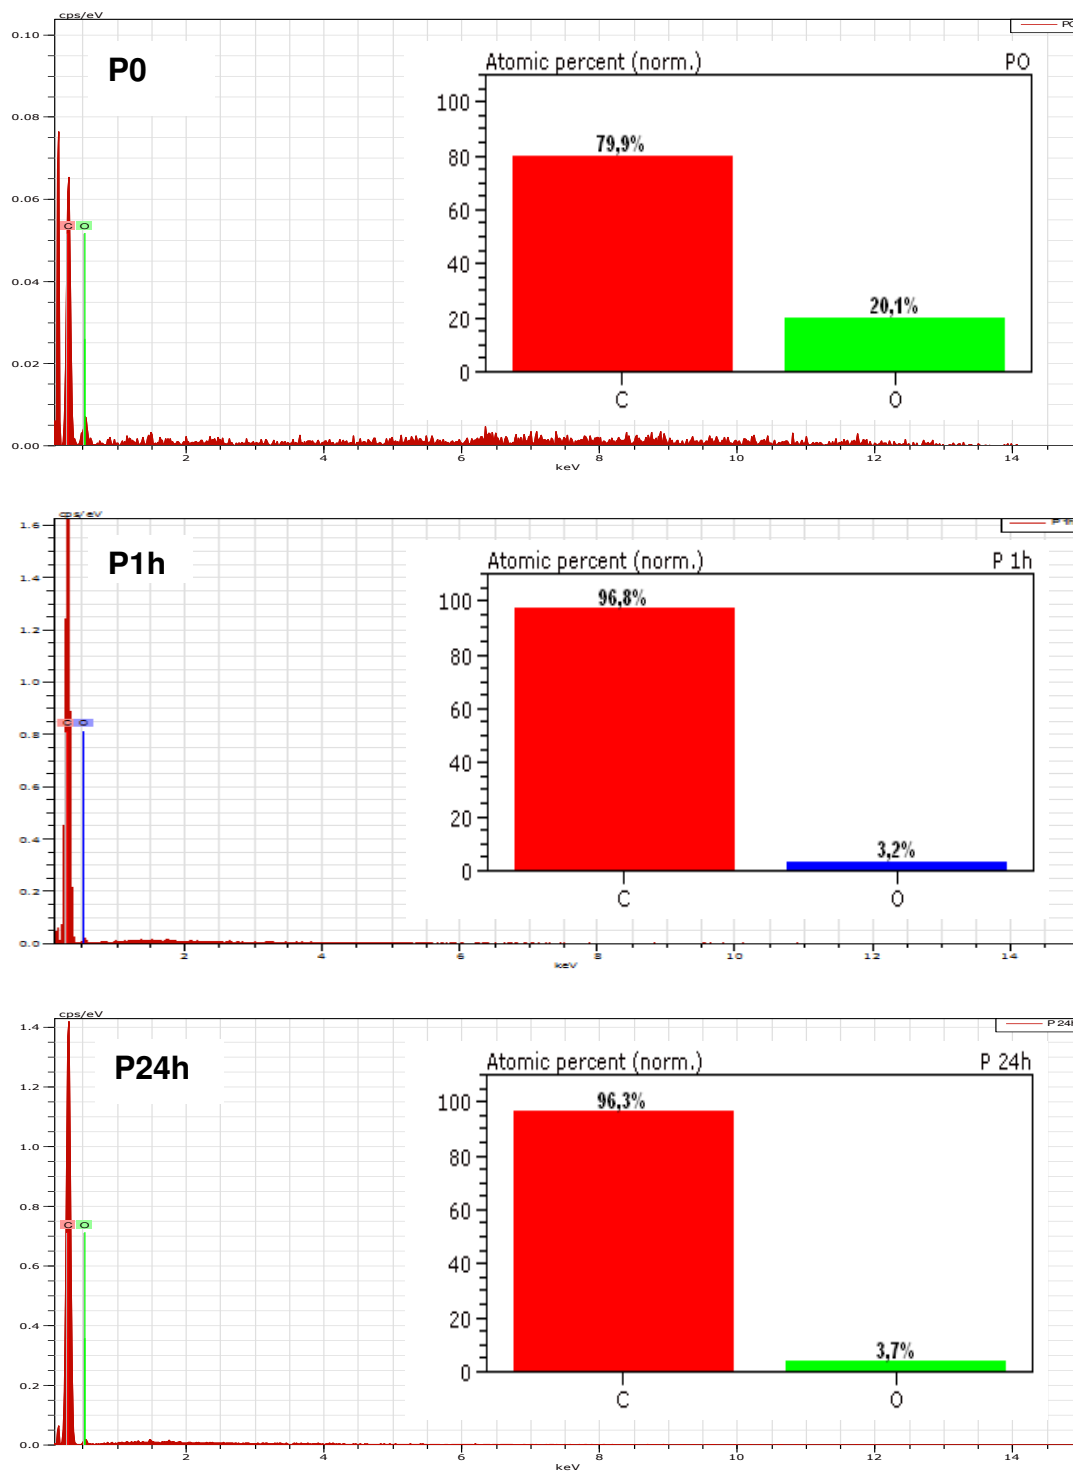 cps/eV
P0
Atomic percent (norm.) PO
79,9%
20,1%
100
80
60
40
20
0
C O
0.10
0.08
0.06
0.04
0.02
0.00
C O
2 4 6 8 10 12 14
keV
cps/eV
P1h
Atomic percent (norm.) P 1h
96,8%
3,2%
100
80
60
40
20
0
C O
1.6
1.4
1.2
1.0
0.8
0.6
0.4
0.2
0.0
C O
2 4 6 8 10 12 14
keV
cps/eV
P 24h
P24h
Atomic percent (norm.) P 24h
96,3%
3,7%
100
80
60
40
20
0
C O
1.4
1.2
1.0
0.8
0.6
0.4
0.2
0.0
C O
2 4 6 8 10 12 14
keV